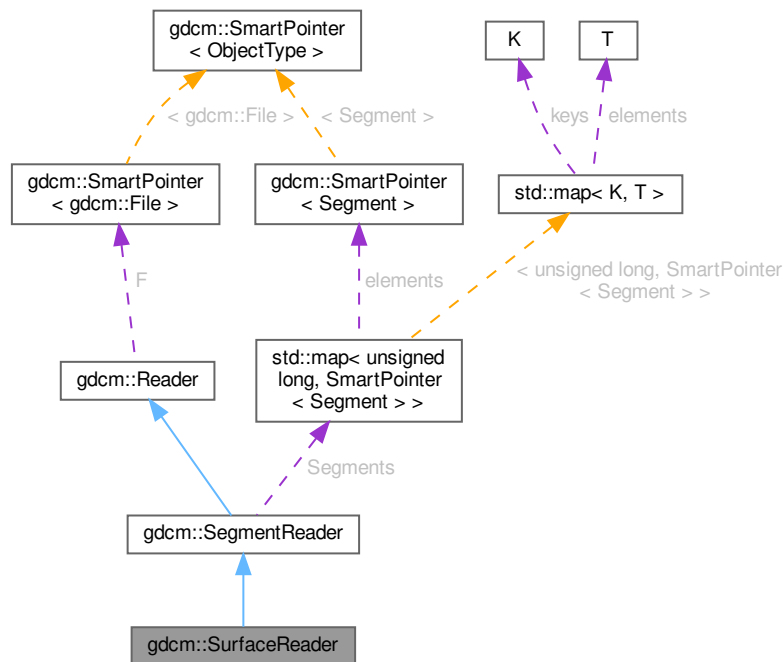 gdcm::SmartPointer
< ObjectType >
K
T
< gdcm::File >
< Segment >
keys
elements
gdcm::SmartPointer
< gdcm::File >
gdcm::SmartPointer
< Segment >
std::map< K, T >
F
elements
< unsigned long, SmartPointer
< Segment > >
gdcm::Reader
std::map< unsigned
long, SmartPointer
< Segment > >
Segments
gdcm::SegmentReader
gdcm::SurfaceReader